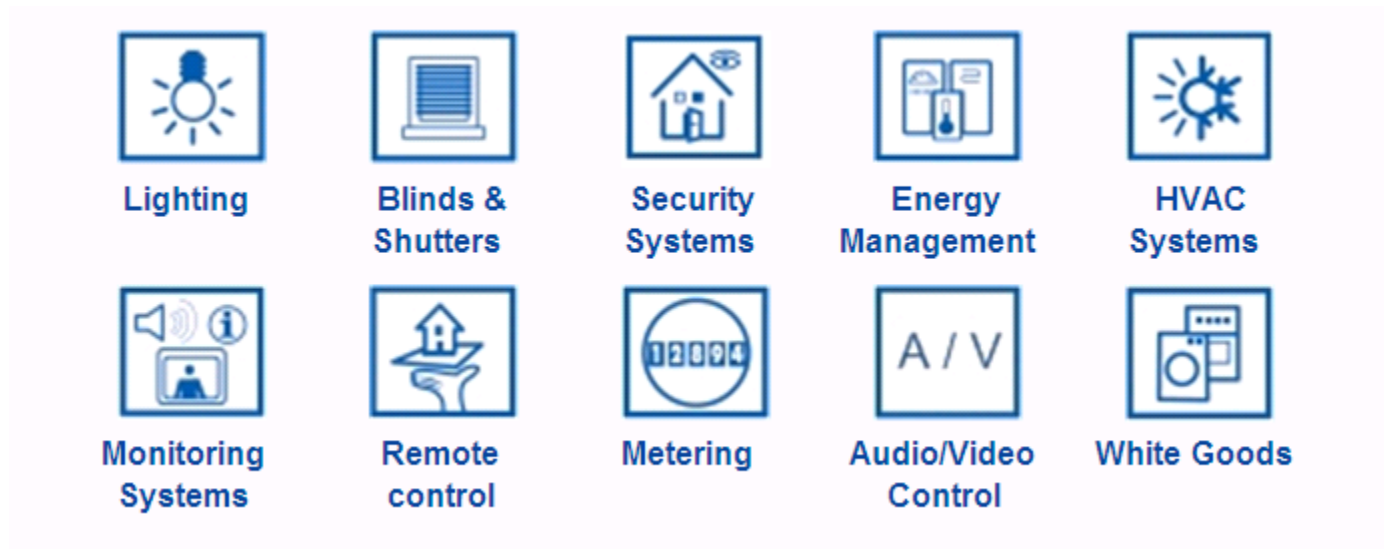 Lighting
Blinds &
Shutters
Security
Systems
Energy
Management
HVAC
Systems
i
Monitoring
Systems
Remote
control
12894
Metering
A / V
Audio/Video
Control
White Goods